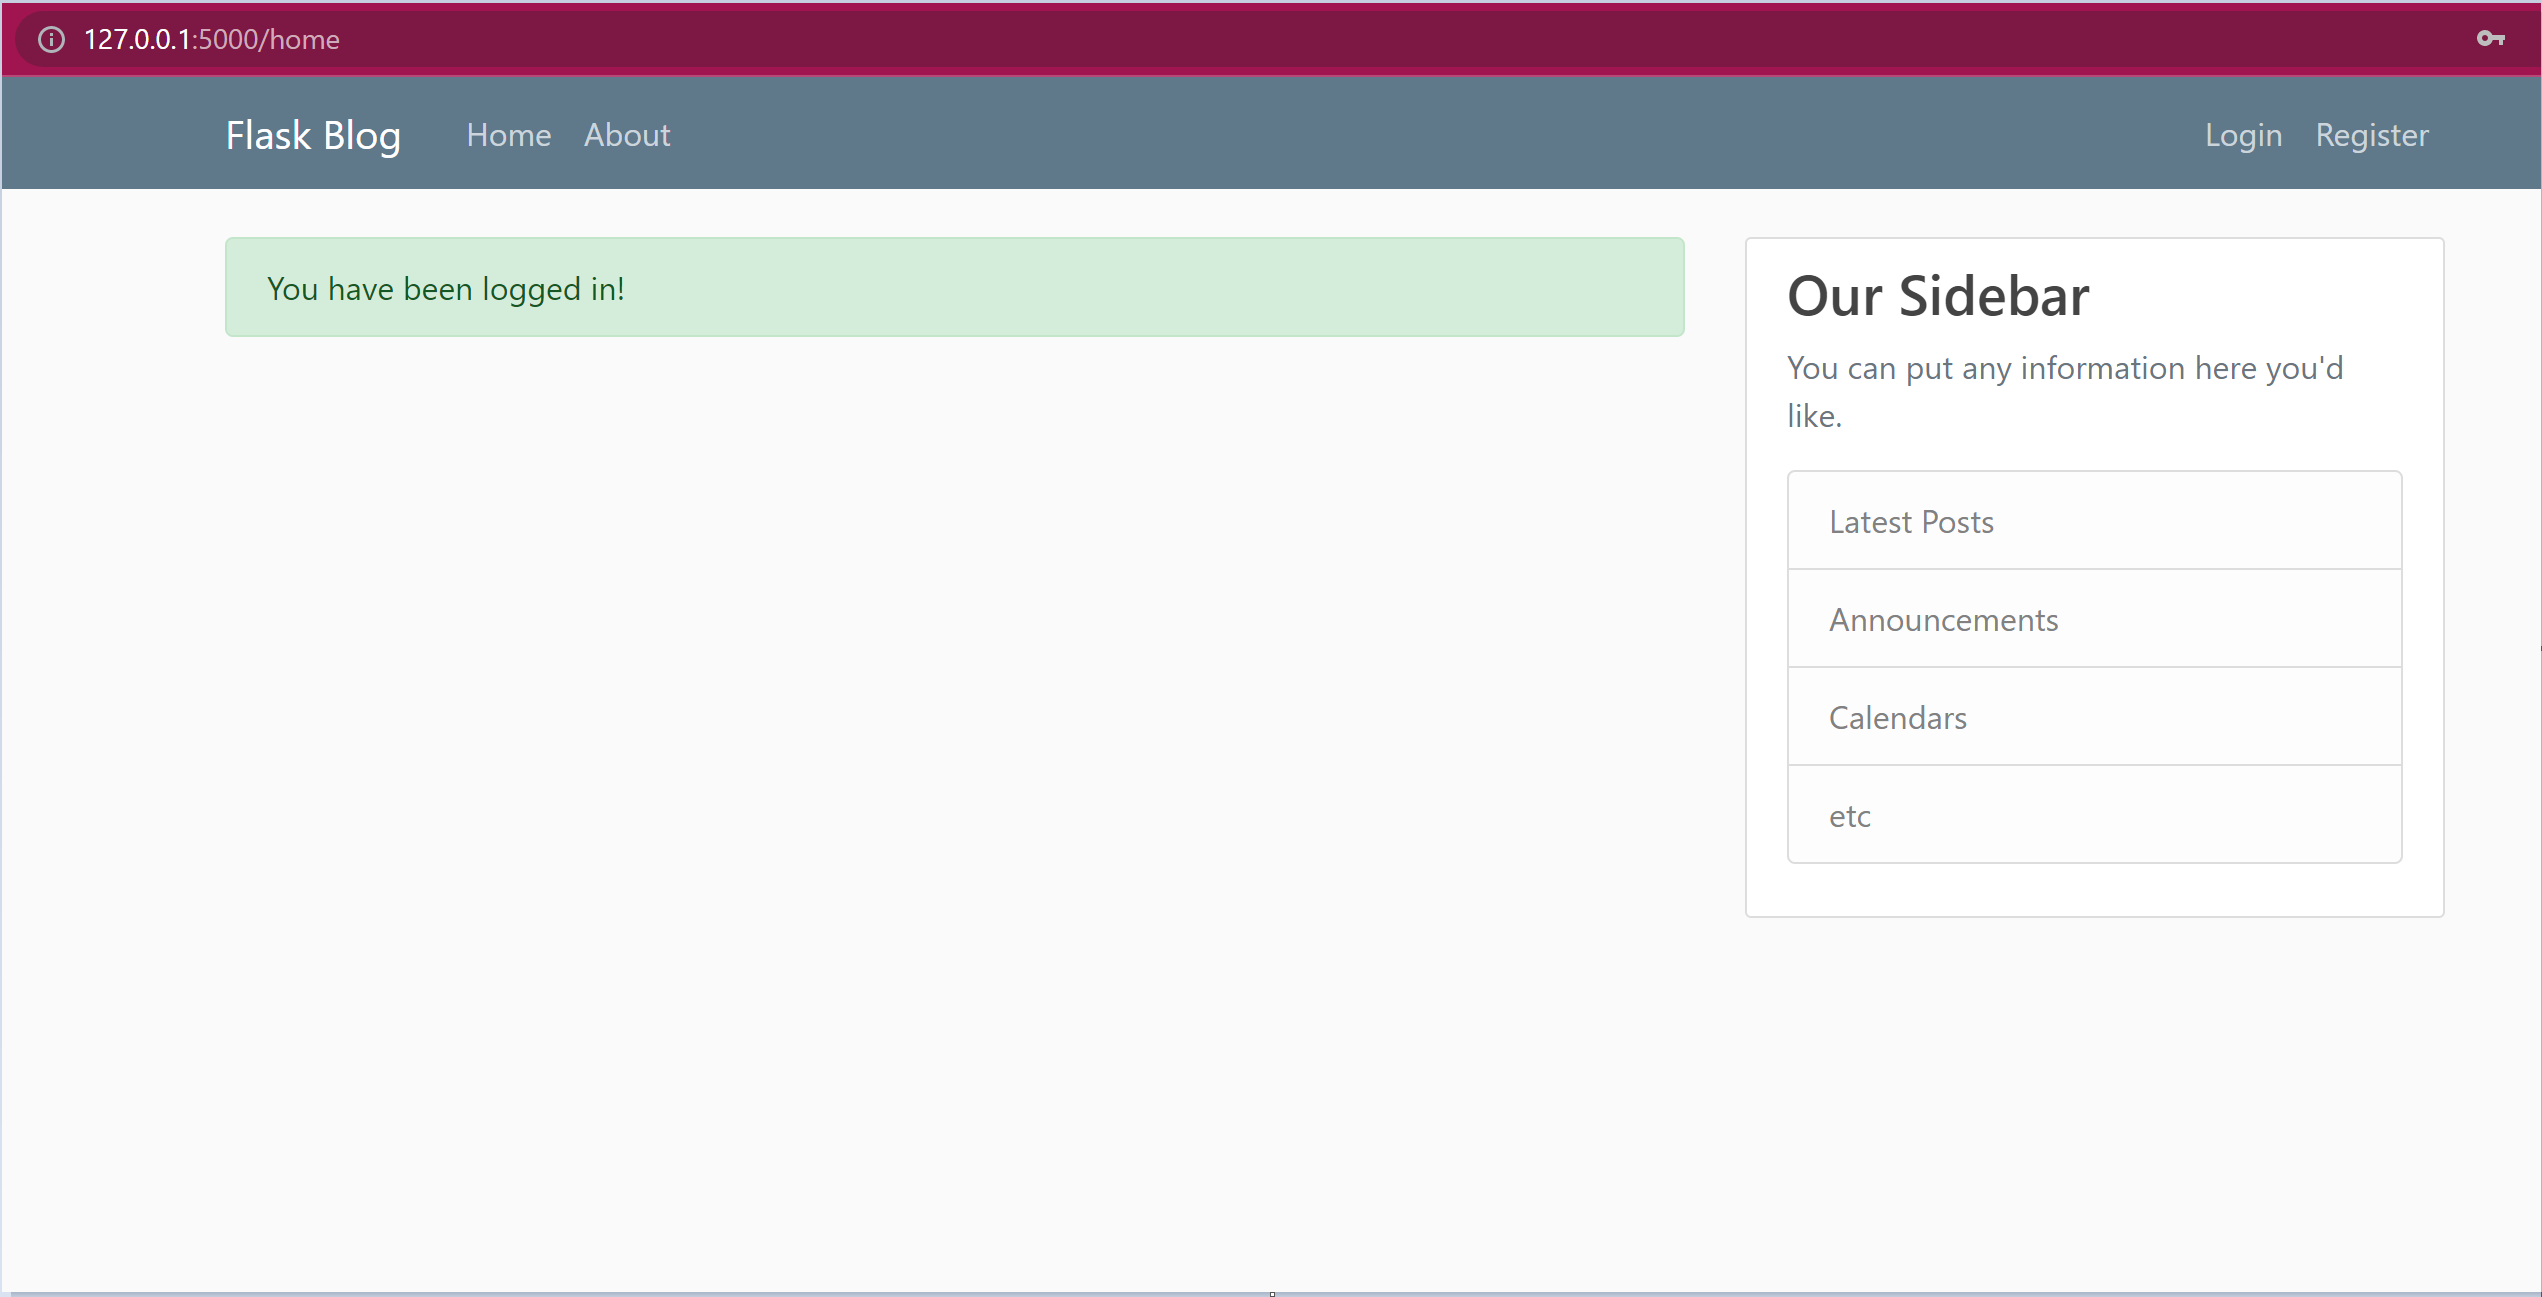 127.0.0.1:5000/home
Flask Blog Home About Login Register
You have been logged in!
Our Sidebar
You can put any information here you'd
like.
Latest Posts
Announcements
Calendars
etc